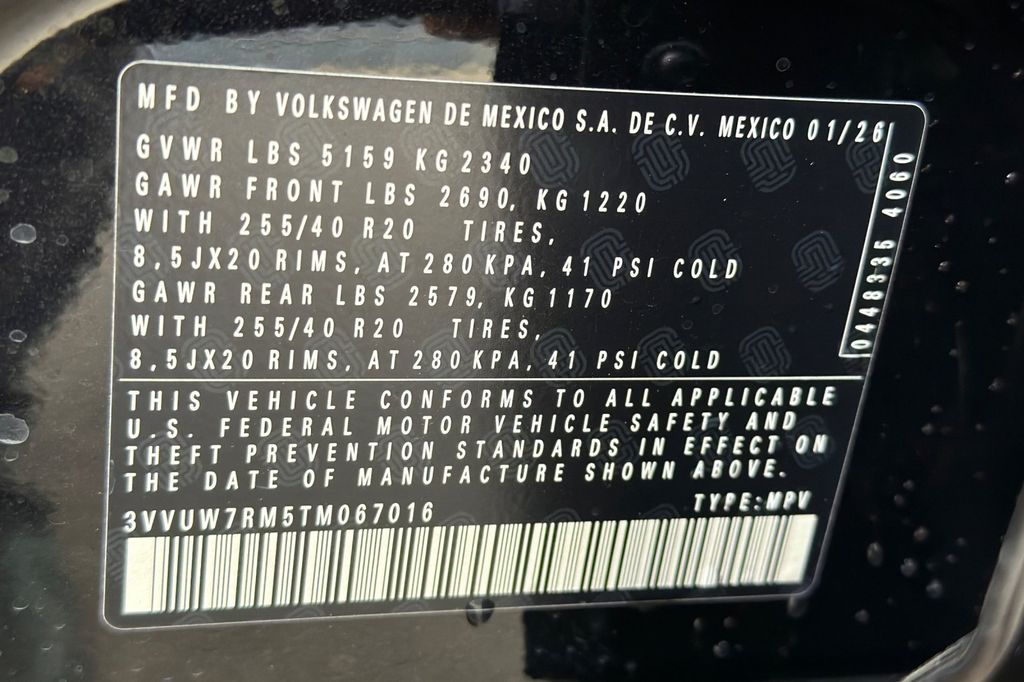 MFD BY VOLKSWAGEN DE MEXICO S.A. DE C.V. MEXICO 01/26
GVWR LBS 5159 KG 2340
GAWR FRONT LBS 2690, KG 1220
WITH 255/40 R20 TIRES,
8,5JX20 RIMS, AT 280 KPA, 41 PSI COLD
GAWR REAR LBS 2579, KG 1170
WITH 255/40 R20 TIRES,
8,5JX20 RIMS, AT 280 KPA, 41 PSI COLD
0448335 4060
THIS VEHICLE CONFORMS TO ALL APPLICABLE
U.S. FEDERAL MOTOR VEHICLE SAFETY AND
THEFT PREVENTION STANDARDS IN EFFECT ON
THE DATE OF MANUFACTURE SHOWN ABOVE.
3VVUW7RM5TM067016 TYPE:MPV